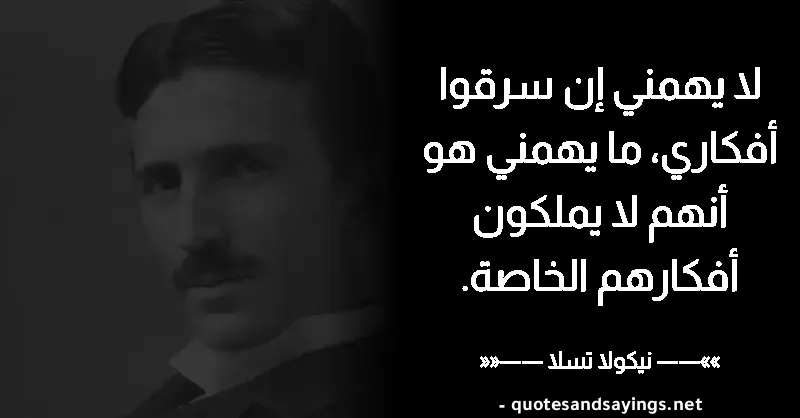 لا يهمني إن سرقوا
أفكاري، ما يهمني هو
أنهم لا يملكون
أفكارهم الخاصة.
««—— نيكولا تسلا ——»»
- quotesandsayings.net